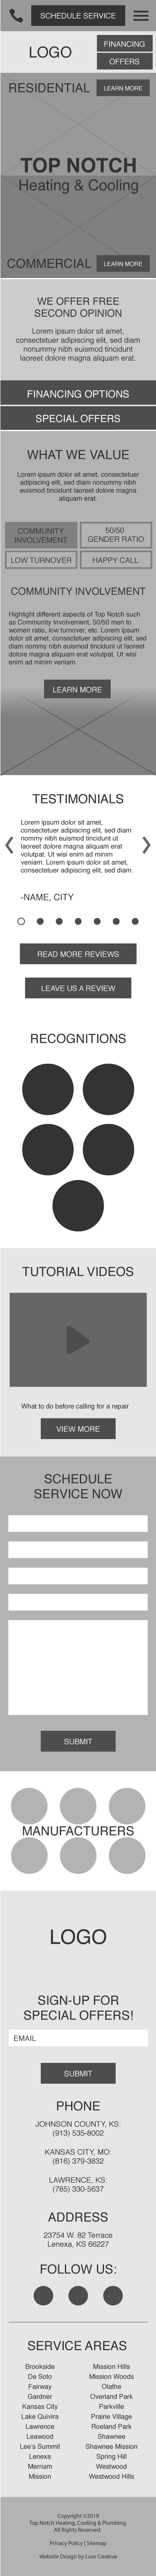 SCHEDULE SERVICE
LOGO
FINANCING
OFFERS
RESIDENTIAL
LEARN MORE
TOP NOTCH
Heating & Cooling
COMMERCIAL
LEARN MORE
WE OFFER FREE
SECOND OPINION
Lorem ipsum dolor sit amet,
consectetuer adipiscing elit, sed diam
nonummy nibh euismod tincidunt ut
laoreet dolore magna aliquam erat.
FINANCING OPTIONS
SPECIAL OFFERS
WHAT WE VALUE
Lorem ipsum dolor sit amet, consectetuer
adipiscing elit, sed diam nonummy nibh
euismod tincidunt ut laoreet dolore magna
aliquam erat.
COMMUNITY
INVOLVEMENT
50/50
GENDER RATIO
LOW TURNOVER
HAPPY CALL
COMMUNITY INVOLVEMENT
Highlight different aspects of Top Notch such
as Community Involvement, 50/50 men to
women ratio, low turnover, etc. Lorem ipsum
dolor sit amet, consectetuer adipiscing elit, sed
diam nonummy nibh euismod tincidunt ut laoreet
dolore magna aliquam erat volutpat. Ut wisi
enim ad minim veniam.
LEARN MORE
TESTIMONIALS
Lorem ipsum dolor sit amet,
consectetuer adipiscing elit, sed diam
nonummy nibh euismod tincidunt ut
laoreet dolore magna aliquam erat
volutpat. Ut wisi enim ad minim
veniam. Lorem ipsum dolor sit amet,
consectetuer adipiscing elit, sed diam.
-NAME, CITY
READ MORE REVIEWS
LEAVE US A REVIEW
RECOGNITIONS
TUTORIAL VIDEOS
What to do before calling for a repair
VIEW MORE
SCHEDULE
SERVICE NOW
SUBMIT
MANUFACTURERS
LOGO
SIGN-UP FOR
SPECIAL OFFERS!
EMAIL
SUBMIT
PHONE
JOHNSON COUNTY, KS:
(913) 535-8002
KANSAS CITY, MO:
(816) 379-3832
LAWRENCE, KS:
(785) 330-5637
ADDRESS
23754 W. 82 Terrace
Lenexa, KS 66227
FOLLOW US:
SERVICE AREAS
Brookside
De Soto
Fairway
Gardner
Kansas City
Lake Quivira
Lawrence
Leawood
Lee's Summit
Lenexa
Merriam
Mission
Mission Hills
Mission Woods
Olathe
Overland Park
Parkville
Prairie Village
Roeland Park
Shawnee
Shawnee Mission
Spring Hill
Westwood
Westwood Hills
Copyright ©2019
Top Notch Heating, Cooling & Plumbing.
All Rights Reserved.
Privacy Policy | Sitemap
Website Design by Luxe Creative